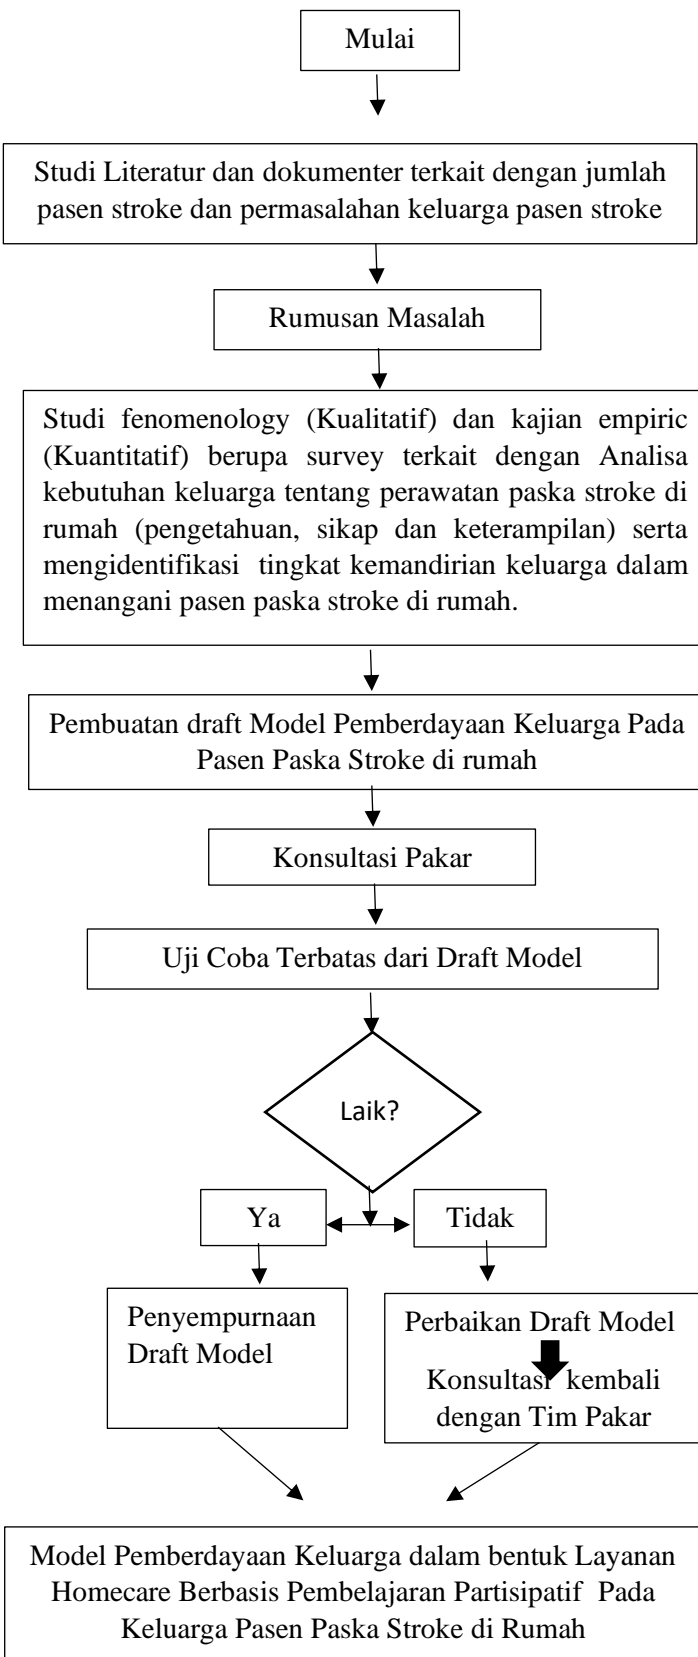 Mulai
Studi Literatur dan dokumenter terkait dengan jumlah
pasen stroke dan permasalahan keluarga pasen stroke
Rumusan Masalah
Studi fenomenology (Kualitatif) dan kajian empiric
(Kuantitatif) berupa survey terkait dengan Analisa
kebutuhan keluarga tentang perawatan paska stroke di
rumah (pengetahuan, sikap dan keterampilan) serta
mengidentifikasi tingkat kemandirian keluarga dalam
menangani pasen paska stroke di rumah.
Pembuatan draft Model Pemberdayaan Keluarga Pada
Pasen Paska Stroke di rumah
Konsultasi Pakar
Uji Coba Terbatas dari Draft Model
Laik?
Ya
Tidak
Penyempurnaan
Draft Model
Perbaikan Draft Model
Konsultasi kembali
dengan Tim Pakar
Model Pemberdayaan Keluarga dalam bentuk Layanan
Homecare Berbasis Pembelajaran Partisipatif Pada
Keluarga Pasen Paska Stroke di Rumah